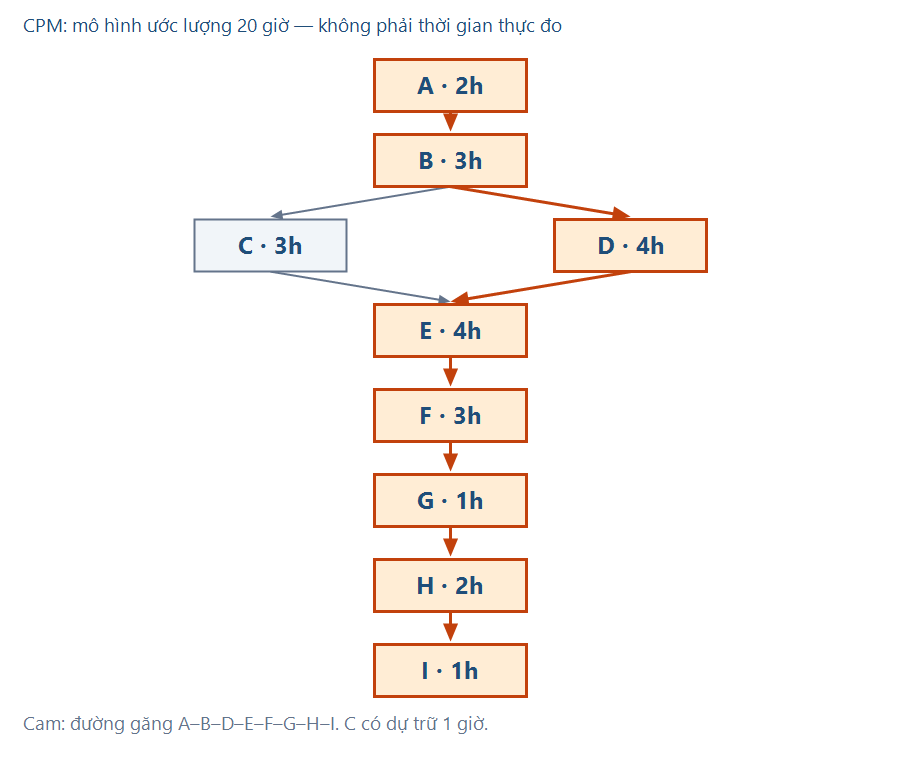 CPM: mô hình ước lượng 20 giờ — không phải thời gian thực đo
A · 2h
B · 3h
C · 3h
D · 4h
E · 4h
F · 3h
G · 1h
H · 2h
I · 1h
Cam: đường găng A–B–D–E–F–G–H–I. C có dự trữ 1 giờ.